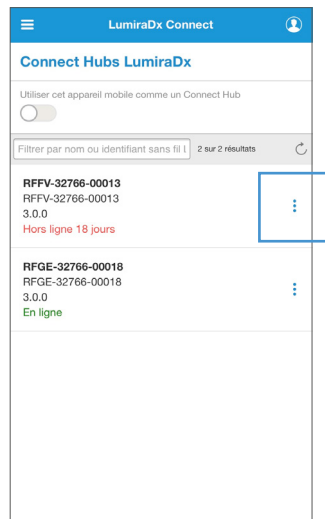 LumiraDx Connect
Connect Hubs LumiraDx
Utiliser cet appareil mobile comme un Connect Hub
Filtrer par nom ou identifiant sans fil 2 sur 2 résultats
RFFV-32766-00013
RFFV-32766-00013
3.0.0
Hors ligne 18 jours
RFGE-32766-00018
RFGE-32766-00018
3.0.0
En ligne